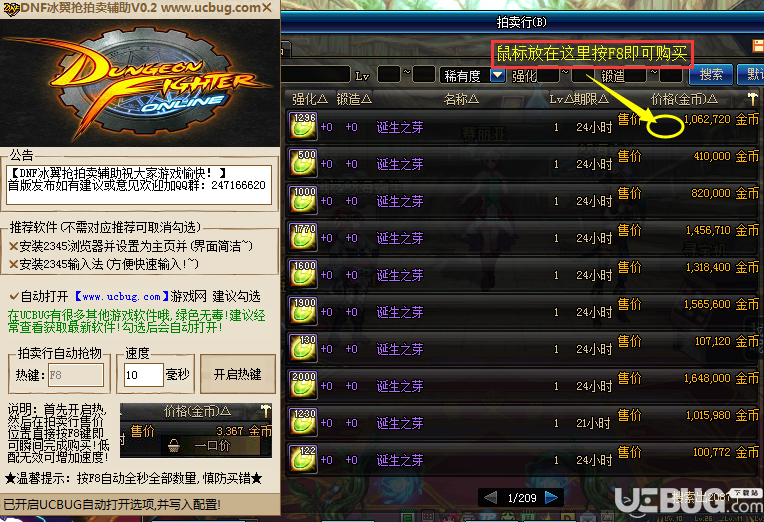 DNF冰翼抢拍卖辅助V0.2 www.ucbug.com
DUNGEON FIGHTER
ONLINE
公告
【DNF冰翼抢拍卖辅助祝大家游戏愉快！】
首版发布如有建议或意见欢迎加QQ群: 247166620
推荐软件(不需对应推荐可取消勾选)
安装2345浏览器并设置为主页并(界面简洁~)
安装2345输入法(方便快速输入!~)
自动打开【www.ucbug.com】游戏网 建议勾选
在UCBUG有很多其他游戏软件哦,绿色无毒!建议经
常查看获取最新软件!勾选后会自动打开!
拍卖行自动抢物
热键: F8
速度
10 毫秒
开启热键
说明: 首先开启热,
然后在拍卖行售价
位置直接按F8键即
可瞬间完成购买!低
配无效可增加速度!
价格(金币)△
售价 3.367 金币
一口价
★温馨提示: 按F8自动全秒全部数量,慎防买错★
已开启UCBUG自动打开选项,并写入配置!
拍卖行(B)
鼠标放在这里按F8即可购买
Lv ~ 稀有度 强化 ~ 锻造 ~ 搜索 默
强化△ 锻造△ 名称△ Lv△ 期限△ 价格(金币)△
1296 +0 +0 诞生之芽 1 24小时 售价 1,062,720 金币
500 +0 +0 诞生之芽 1 24小时 售价 410,000 金币
1000 +0 +0 诞生之芽 1 24小时 售价 820,000 金币
1770 +0 +0 诞生之芽 1 24小时 售价 1,456,710 金币
1600 +0 +0 诞生之芽 1 24小时 售价 1,318,400 金币
1900 +0 +0 诞生之芽 1 24小时 售价 1,565,600 金币
130 +0 +0 诞生之芽 1 24小时 售价 107,120 金币
2000 +0 +0 诞生之芽 1 24小时 售价 1,648,000 金币
1230 +0 +0 诞生之芽 1 21小时 售价 1,015,980 金币
122 +0 +0 诞生之芽 1 24小时 售价 100,772 金币
1/209
搜索出2081个
UCBUG
.com
下载站